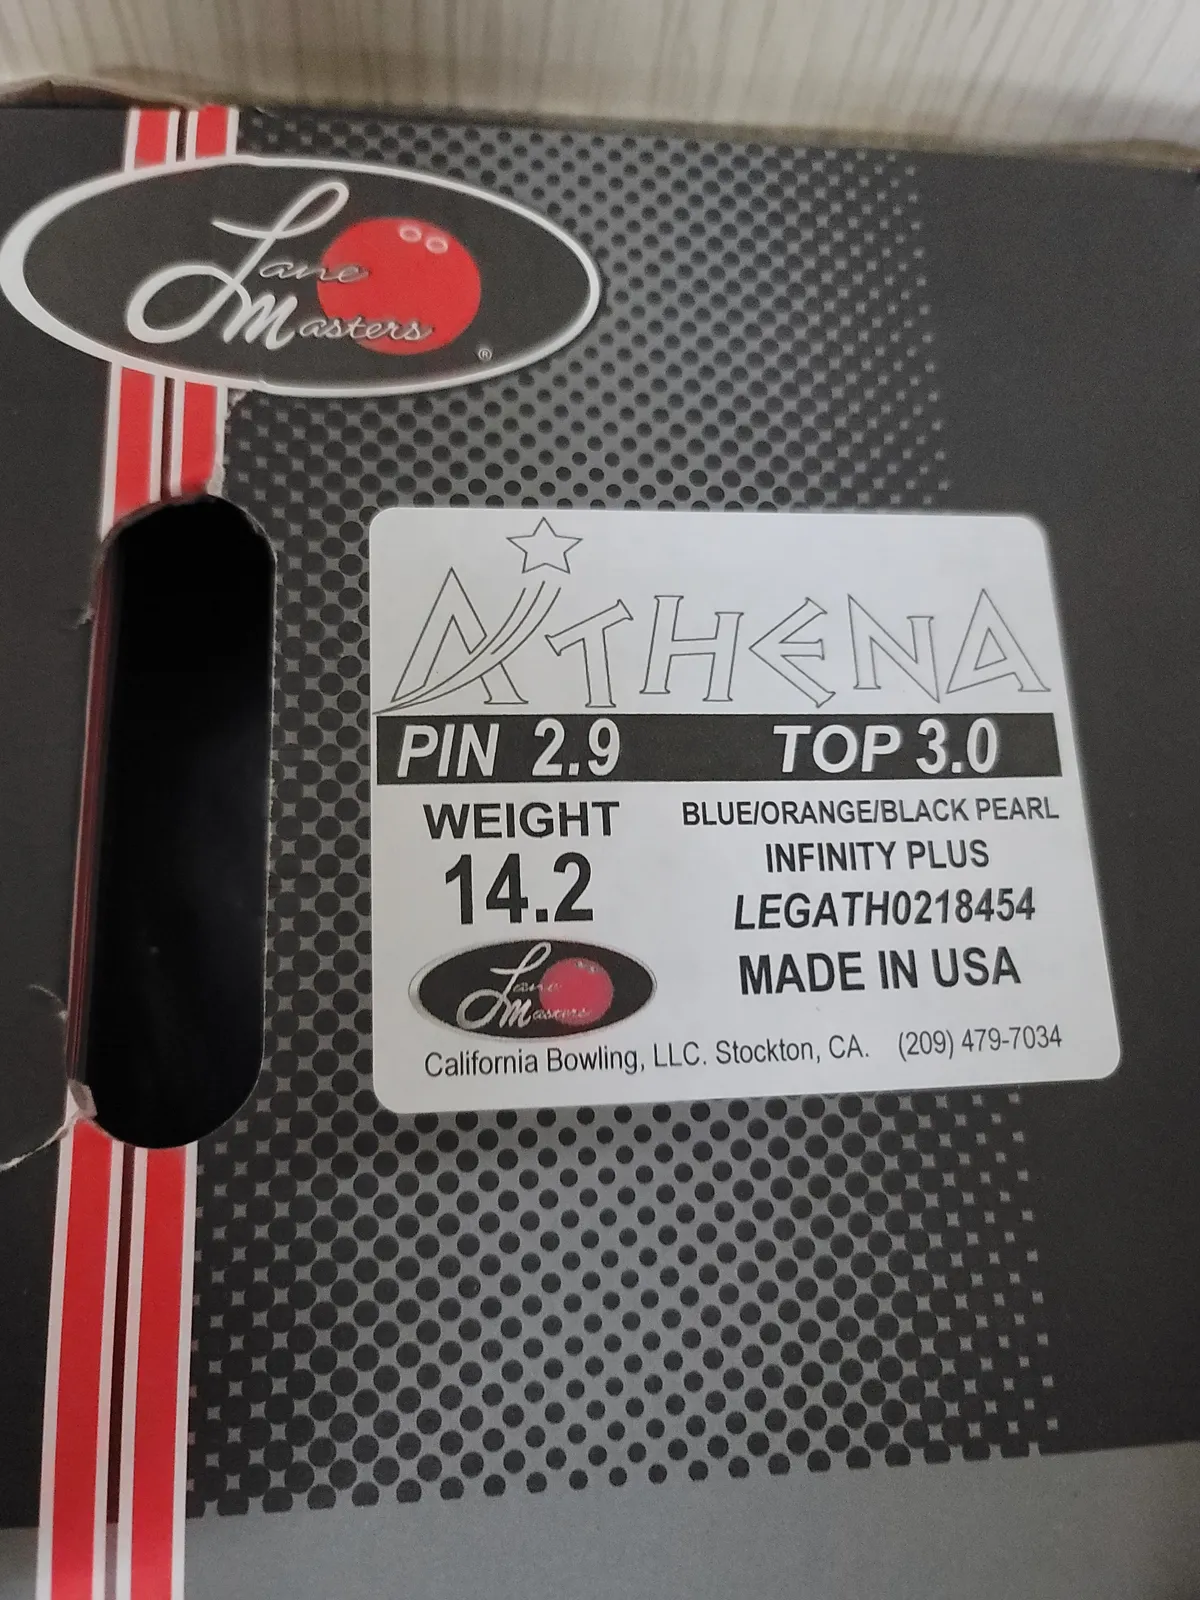 Lane
Masters
®
ATHENA
PIN 2.9 TOP 3.0
WEIGHT
14.2
BLUE/ORANGE/BLACK PEARL
INFINITY PLUS
LEGATH0218454
MADE IN USA
Lane
Masters
California Bowling, LLC. Stockton, CA. (209) 479-7034